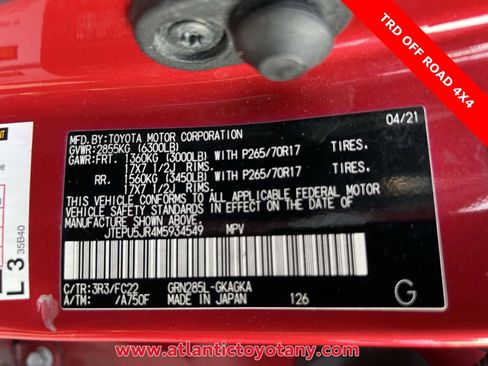 TRD OFF ROAD 4X4
04/21
MFD.BY:TOYOTA MOTOR CORPORATION
GVWR:2855KG (6300LB)
GAWR:FRT. 1360KG (3000LB) WITH P265/70R17 TIRES.
17X7 1/2J RIMS.
RR. 1560KG (3450LB) WITH P265/70R17 TIRES.
17X7 1/2J RIMS.
THIS VEHICLE CONFORMS TO ALL APPLICABLE FEDERAL MOTOR
VEHICLE SAFETY STANDARDS IN EFFECT ON THE DATE OF
MANUFACTURE SHOWN ABOVE.
JTEPU5JR4M5934549 MPV
C/TR:3R3/FC22 GRN285L-GKAGKA
A/TM: /A750F MADE IN JAPAN 126
G
L 3
35B40
www.atlantictoyotany.com